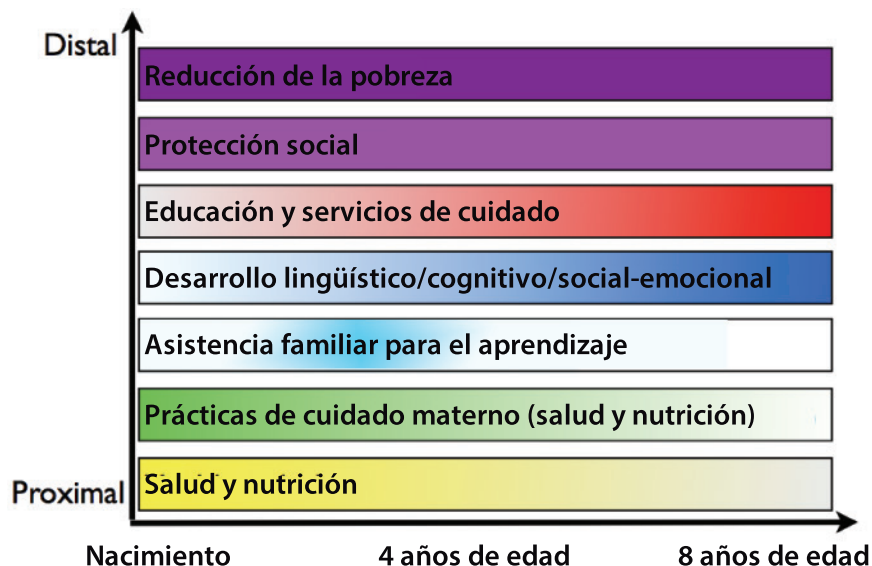 Distal
Reducción de la pobreza
Protección social
Educación y servicios de cuidado
Desarrollo lingüístico/cognitivo/social-emocional
Asistencia familiar para el aprendizaje
Prácticas de cuidado materno (salud y nutrición)
Proximal
Salud y nutrición
Nacimiento
4 años de edad
8 años de edad